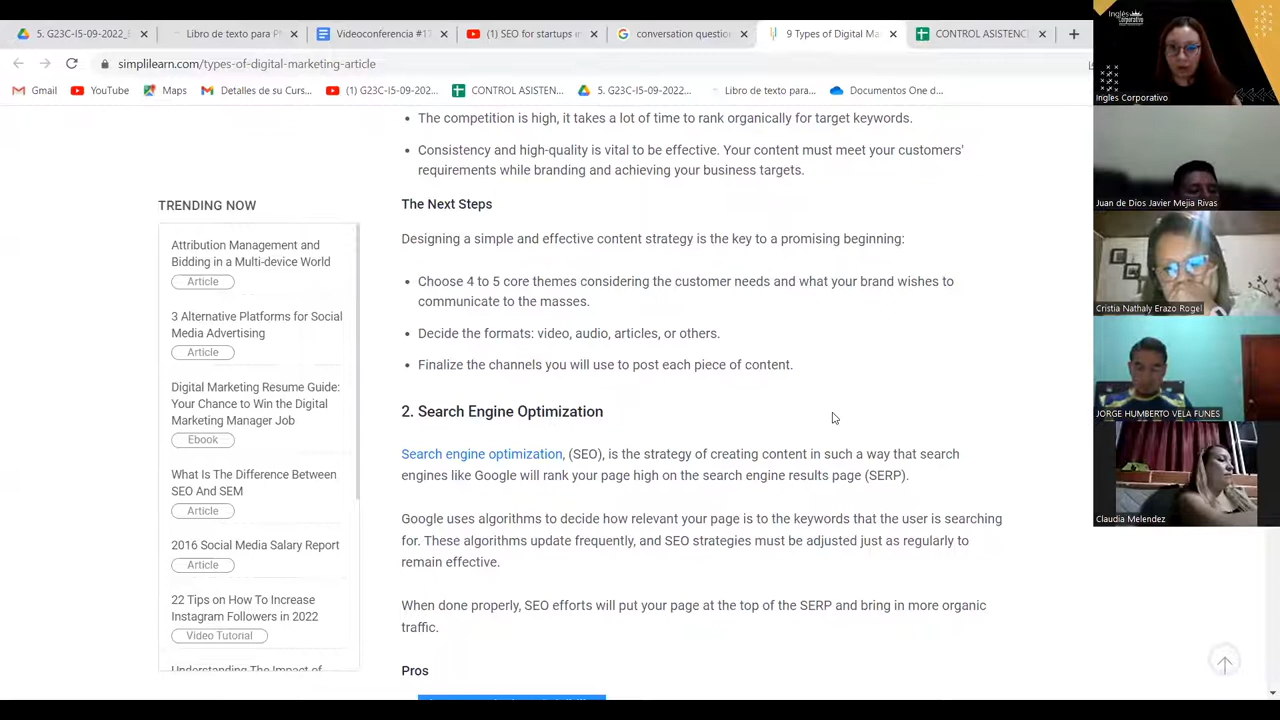 5. G23C-I5-09-2022_
Libro de texto para P
Videoconferencia #17
(1) SEO for startups i
conversation questio
9 Types of Digital Ma
CONTROL ASISTENC
simplilearn.com/types-of-digital-marketing-article
Gmail
YouTube
Maps
Detalles de su Curs...
(1) G23C-I5-09-202...
CONTROL ASISTEN...
5. G23C-I5-09-2022...
Libro de texto para...
Documentos One d...
The competition is high, it takes a lot of time to rank organically for target keywords.
Consistency and high-quality is vital to be effective. Your content must meet your customers'
requirements while branding and achieving your business targets.
The Next Steps
Designing a simple and effective content strategy is the key to a promising beginning:
Choose 4 to 5 core themes considering the customer needs and what your brand wishes to
communicate to the masses.
Decide the formats: video, audio, articles, or others.
Finalize the channels you will use to post each piece of content.
2. Search Engine Optimization
Search engine optimization, (SEO), is the strategy of creating content in such a way that search
engines like Google will rank your page high on the search engine results page (SERP).
Google uses algorithms to decide how relevant your page is to the keywords that the user is searching
for. These algorithms update frequently, and SEO strategies must be adjusted just as regularly to
remain effective.
When done properly, SEO efforts will put your page at the top of the SERP and bring in more organic
traffic.
Pros
TRENDING NOW
Attribution Management and
Bidding in a Multi-device World
Article
3 Alternative Platforms for Social
Media Advertising
Article
Digital Marketing Resume Guide:
Your Chance to Win the Digital
Marketing Manager Job
Ebook
What Is The Difference Between
SEO And SEM
Article
2016 Social Media Salary Report
Article
22 Tips on How To Increase
Instagram Followers in 2022
Video Tutorial
Understanding The Impact of
Inglés
Corporativo
Ingles Corporativo
Juan de Dios Javier Mejia Rivas
Cristia Nathaly Erazo Rogel
JORGE HUMBERTO VELA FUNES
Claudia Melendez